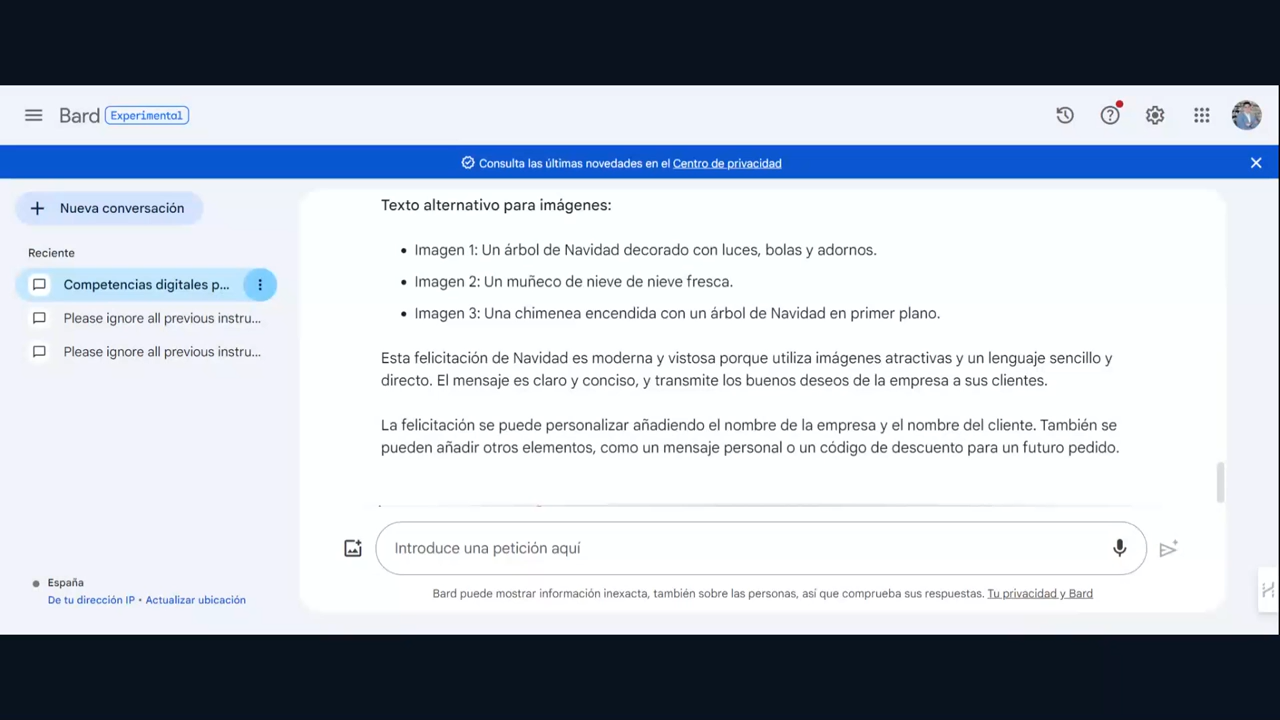 Bard Experimental
Consulta las últimas novedades en el Centro de privacidad
Nueva conversación
Reciente
Competencias digitales p...
Please ignore all previous instru...
Please ignore all previous instru...
España
De tu dirección IP • Actualizar ubicación
Texto alternativo para imágenes:
• Imagen 1: Un árbol de Navidad decorado con luces, bolas y adornos.
• Imagen 2: Un muñeco de nieve de nieve fresca.
• Imagen 3: Una chimenea encendida con un árbol de Navidad en primer plano.
Esta felicitación de Navidad es moderna y vistosa porque utiliza imágenes atractivas y un lenguaje sencillo y
directo. El mensaje es claro y conciso, y transmite los buenos deseos de la empresa a sus clientes.
La felicitación se puede personalizar añadiendo el nombre de la empresa y el nombre del cliente. También se
pueden añadir otros elementos, como un mensaje personal o un código de descuento para un futuro pedido.
Introduce una petición aquí
Bard puede mostrar información inexacta, también sobre las personas, así que comprueba sus respuestas. Tu privacidad y Bard